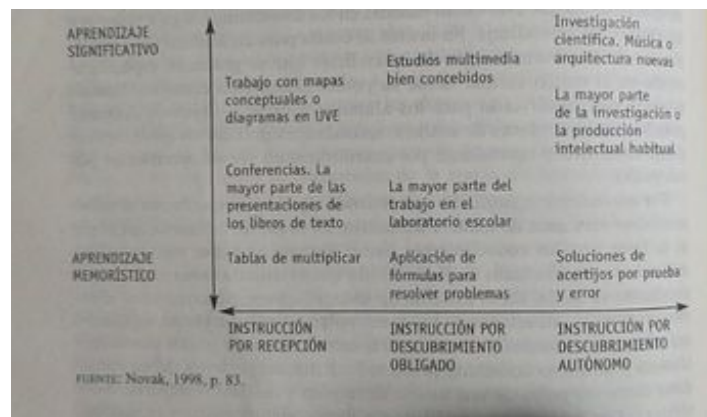 APRENDIZAJE
SIGNIFICATIVO
Trabajo con mapas
conceptuales o
diagramas en UVE
Estudios multimedia
bien concebidos
Investigación
científica. Música o
arquitectura nuevas
La mayor parte
de la investigación o
la producción
intelectual habitual
Conferencias. La
mayor parte de las
presentaciones de
los libros de texto
La mayor parte del
trabajo en el
laboratorio escolar
APRENDIZAJE
MEMORÍSTICO
Tablas de multiplicar
Aplicación de
fórmulas para
resolver problemas
Soluciones de
acertijos por prueba
y error
INSTRUCCIÓN
POR RECEPCIÓN
INSTRUCCIÓN POR
DESCUBRIMIENTO
OBLIGADO
INSTRUCCIÓN POR
DESCUBRIMIENTO
AUTÓNOMO
FUENTE: Novak, 1998, p. 83.